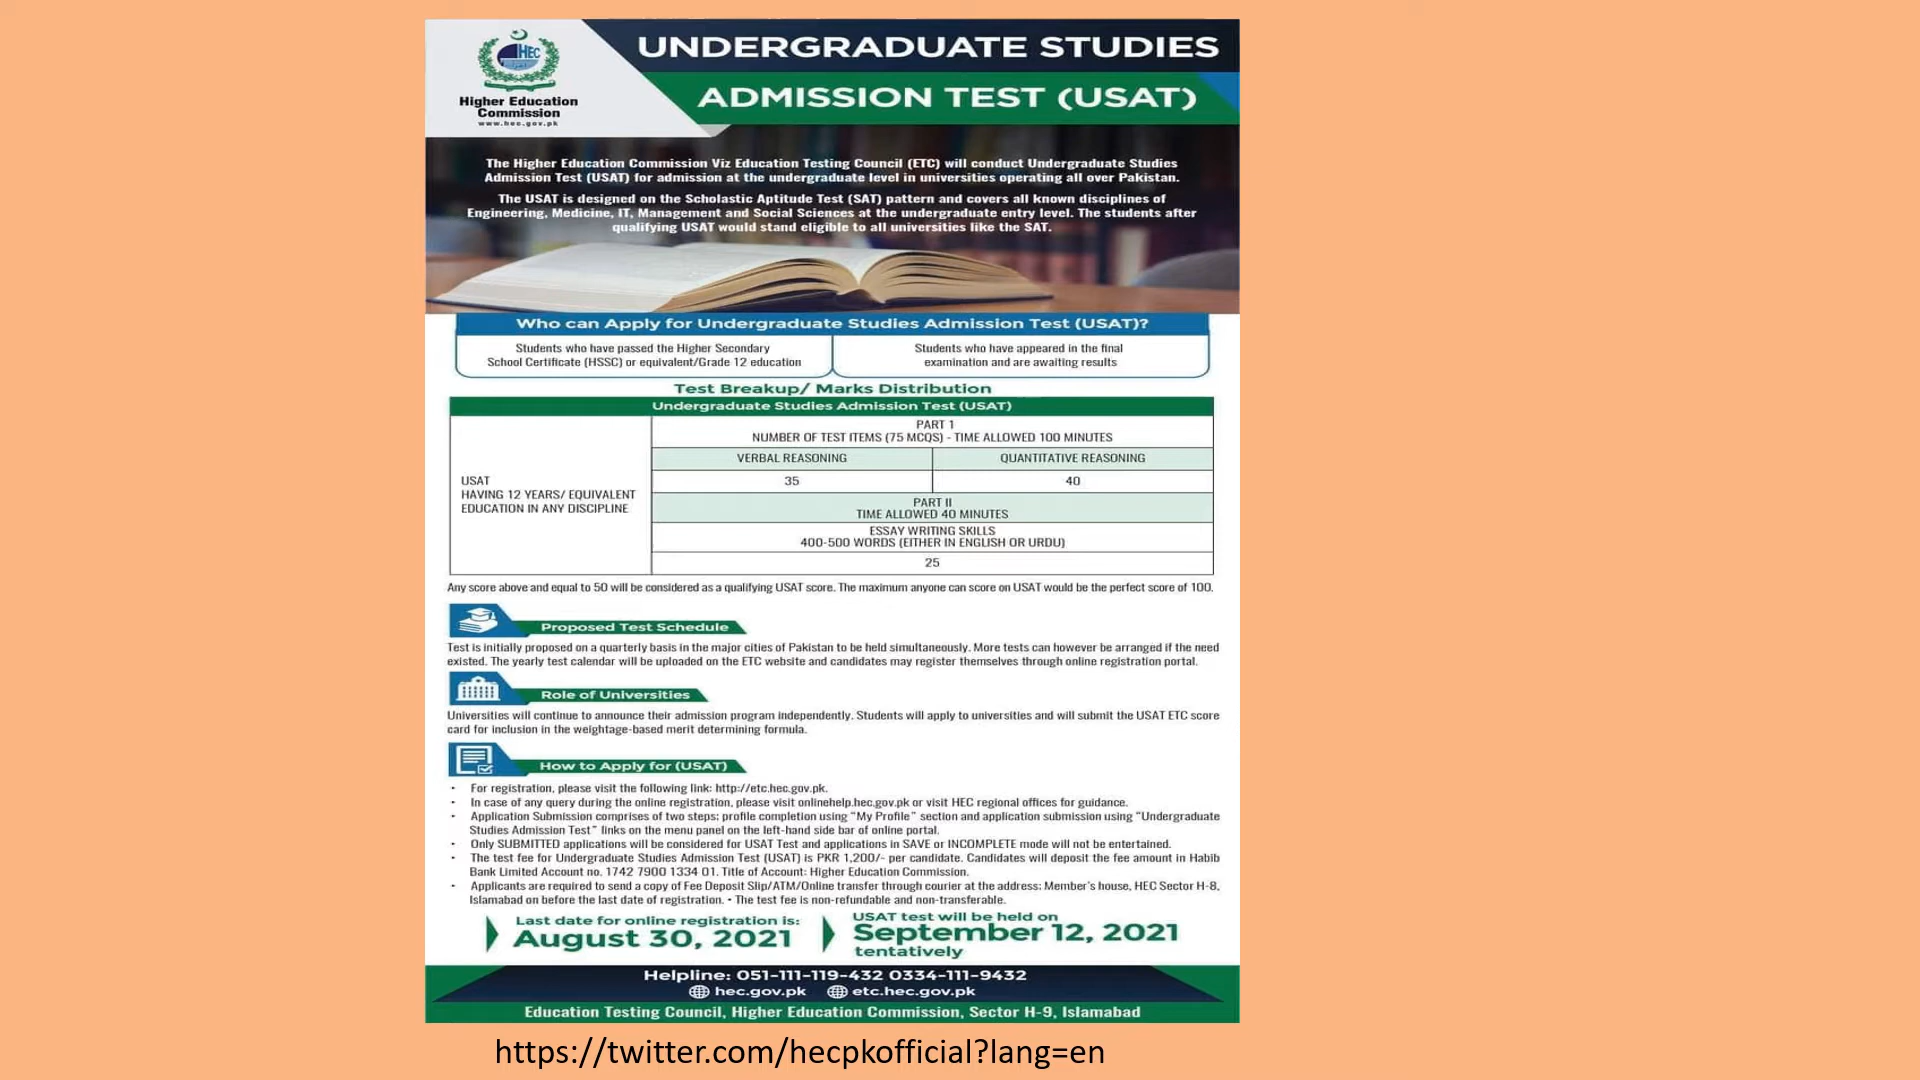 HEC
Higher Education
Commission
www.hec.gov.pk
UNDERGRADUATE STUDIES
ADMISSION TEST (USAT)
The Higher Education Commission Viz Education Testing Council (ETC) will conduct Undergraduate Studies
Admission Test (USAT) for admission at the undergraduate level in universities operating all over Pakistan.
The USAT is designed on the Scholastic Aptitude Test (SAT) pattern and covers all known disciplines of
Engineering, Medicine, IT, Management and Social Sciences at the undergraduate entry level. The students after
qualifying USAT would stand eligible to all universities like the SAT.
Who can Apply for Undergraduate Studies Admission Test (USAT)?
Students who have passed the Higher Secondary
School Certificate (HSSC) or equivalent/Grade 12 education
Students who have appeared in the final
examination and are awaiting results
Test Breakup/ Marks Distribution
Undergraduate Studies Admission Test (USAT)
USAT
HAVING 12 YEARS/ EQUIVALENT
EDUCATION IN ANY DISCIPLINE
PART 1
NUMBER OF TEST ITEMS (75 MCQS) - TIME ALLOWED 100 MINUTES
VERBAL REASONING
QUANTITATIVE REASONING
35
40
PART II
TIME ALLOWED 40 MINUTES
ESSAY WRITING SKILLS
400-500 WORDS (EITHER IN ENGLISH OR URDU)
25
Any score above and equal to 50 will be considered as a qualifying USAT score. The maximum anyone can score on USAT would be the perfect score of 100.
Proposed Test Schedule
Test is initially proposed on a quarterly basis in the major cities of Pakistan to be held simultaneously. More tests can however be arranged if the need
existed. The yearly test calendar will be uploaded on the ETC website and candidates may register themselves through online registration portal.
Role of Universities
Universities will continue to announce their admission program independently. Students will apply to universities and will submit the USAT ETC score
card for inclusion in the weightage-based merit determining formula.
How to Apply for (USAT)
• For registration, please visit the following link: http://etc.hec.gov.pk.
• In case of any query during the online registration, please visit onlinehelp.hec.gov.pk or visit HEC regional offices for guidance.
• Application Submission comprises of two steps; profile completion using "My Profile" section and application submission using "Undergraduate
Studies Admission Test" links on the menu panel on the left-hand side bar of online portal.
• Only SUBMITTED applications will be considered for USAT Test and applications in SAVE or INCOMPLETE mode will not be entertained.
• The test fee for Undergraduate Studies Admission Test (USAT) is PKR 1,200/- per candidate. Candidates will deposit the fee amount in Habib
Bank Limited Account no. 1742 7900 1334 01. Title of Account: Higher Education Commission.
• Applicants are required to send a copy of Fee Deposit Slip/ATM/Online transfer through courier at the address; Member's house, HEC Sector H-8,
Islamabad on before the last date of registration. • The test fee is non-refundable and non-transferable.
Last date for online registration is:
August 30, 2021
USAT test will be held on
September 12, 2021
tentatively
Helpline: 051-111-119-432 0334-111-9432
hec.gov.pk etc.hec.gov.pk
Education Testing Council, Higher Education Commission, Sector H-9, Islamabad
https://twitter.com/hecpkofficial?lang=en